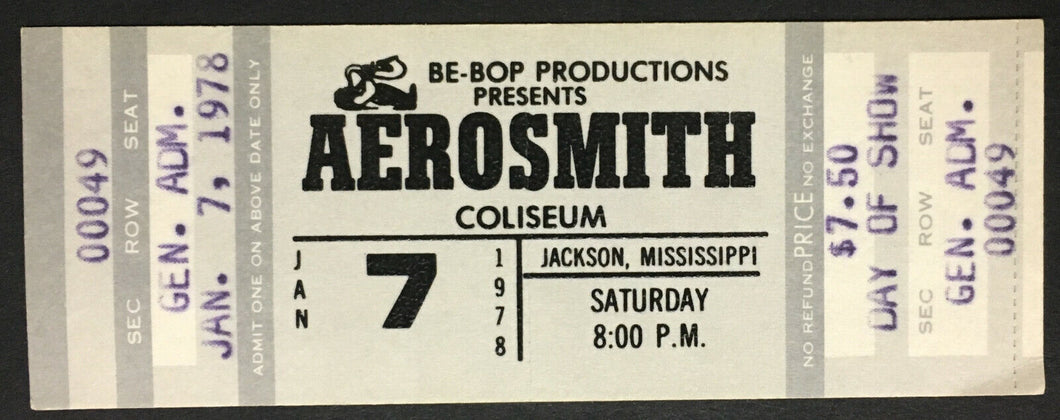 00049
SEC ROW SEAT
GEN. ADM.
JAN. 7, 1978
ADMIT ONE ON ABOVE DATE ONLY
BE-BOP PRODUCTIONS
PRESENTS
AEROSMITH
COLISEUM
JAN
7
1978
JACKSON, MISSISSIPPI
SATURDAY
8:00 P.M.
NO REFUND PRICE NO EXCHANGE
$7.50
DAY OF SHOW
SEC ROW SEAT
GEN. ADM.
00049